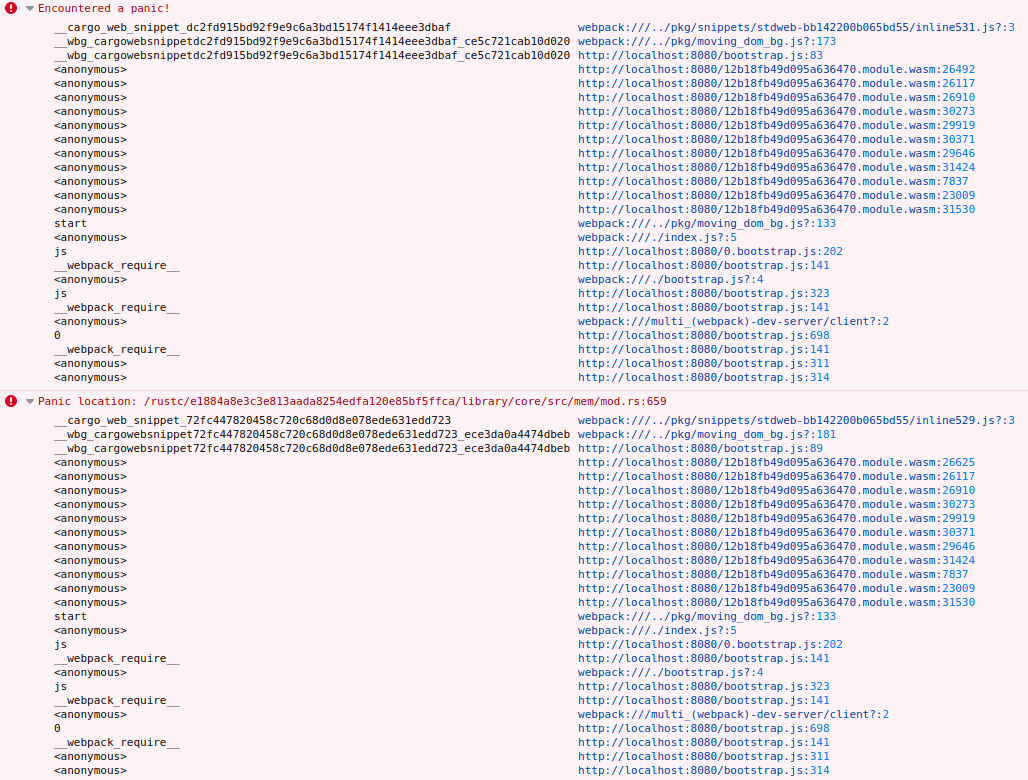 Encountered a panic!
__cargo_web_snippet_dc2fd915bd92f9e9c6a3bd15174f1414eee3dbaf webpack:///../pkg/snippets/stdweb-bb142200b065bd55/inline531.js?:3
__wbg_cargowebsnippetdc2fd915bd92f9e9c6a3bd15174f1414eee3dbaf_ce5c721cab10d020 webpack:///../pkg/moving_dom_bg.js?:173
__wbg_cargowebsnippetdc2fd915bd92f9e9c6a3bd15174f1414eee3dbaf_ce5c721cab10d020 http://localhost:8080/bootstrap.js:83
<anonymous> http://localhost:8080/12b18fb49d095a636470.module.wasm:26492
<anonymous> http://localhost:8080/12b18fb49d095a636470.module.wasm:26117
<anonymous> http://localhost:8080/12b18fb49d095a636470.module.wasm:26910
<anonymous> http://localhost:8080/12b18fb49d095a636470.module.wasm:30273
<anonymous> http://localhost:8080/12b18fb49d095a636470.module.wasm:29919
<anonymous> http://localhost:8080/12b18fb49d095a636470.module.wasm:30371
<anonymous> http://localhost:8080/12b18fb49d095a636470.module.wasm:29646
<anonymous> http://localhost:8080/12b18fb49d095a636470.module.wasm:31424
<anonymous> http://localhost:8080/12b18fb49d095a636470.module.wasm:7837
<anonymous> http://localhost:8080/12b18fb49d095a636470.module.wasm:23009
<anonymous> http://localhost:8080/12b18fb49d095a636470.module.wasm:31530
start webpack:///../pkg/moving_dom_bg.js?:133
<anonymous> webpack:///./index.js?:5
js http://localhost:8080/0.bootstrap.js:202
__webpack_require__ http://localhost:8080/bootstrap.js:141
<anonymous> webpack:///./bootstrap.js?:4
js http://localhost:8080/bootstrap.js:323
__webpack_require__ http://localhost:8080/bootstrap.js:141
<anonymous> webpack:///multi_(webpack)-dev-server/client?:2
0 http://localhost:8080/bootstrap.js:698
__webpack_require__ http://localhost:8080/bootstrap.js:141
<anonymous> http://localhost:8080/bootstrap.js:311
<anonymous> http://localhost:8080/bootstrap.js:314
Panic location: /rustc/e1884a8e3c3e813aada8254edfa120e85bf5ffca/library/core/src/mem/mod.rs:659
__cargo_web_snippet_72fc447820458c720c68d0d8e078ede631edd723 webpack:///../pkg/snippets/stdweb-bb142200b065bd55/inline529.js?:3
__wbg_cargowebsnippet72fc447820458c720c68d0d8e078ede631edd723_ece3da0a4474dbeb webpack:///../pkg/moving_dom_bg.js?:181
__wbg_cargowebsnippet72fc447820458c720c68d0d8e078ede631edd723_ece3da0a4474dbeb http://localhost:8080/bootstrap.js:89
<anonymous> http://localhost:8080/12b18fb49d095a636470.module.wasm:26625
<anonymous> http://localhost:8080/12b18fb49d095a636470.module.wasm:26117
<anonymous> http://localhost:8080/12b18fb49d095a636470.module.wasm:26910
<anonymous> http://localhost:8080/12b18fb49d095a636470.module.wasm:30273
<anonymous> http://localhost:8080/12b18fb49d095a636470.module.wasm:29919
<anonymous> http://localhost:8080/12b18fb49d095a636470.module.wasm:30371
<anonymous> http://localhost:8080/12b18fb49d095a636470.module.wasm:29646
<anonymous> http://localhost:8080/12b18fb49d095a636470.module.wasm:31424
<anonymous> http://localhost:8080/12b18fb49d095a636470.module.wasm:7837
<anonymous> http://localhost:8080/12b18fb49d095a636470.module.wasm:23009
<anonymous> http://localhost:8080/12b18fb49d095a636470.module.wasm:31530
start webpack:///../pkg/moving_dom_bg.js?:133
<anonymous> webpack:///./index.js?:5
js http://localhost:8080/0.bootstrap.js:202
__webpack_require__ http://localhost:8080/bootstrap.js:141
<anonymous> webpack:///./bootstrap.js?:4
js http://localhost:8080/bootstrap.js:323
__webpack_require__ http://localhost:8080/bootstrap.js:141
<anonymous> webpack:///multi_(webpack)-dev-server/client?:2
0 http://localhost:8080/bootstrap.js:698
__webpack_require__ http://localhost:8080/bootstrap.js:141
<anonymous> http://localhost:8080/bootstrap.js:311
<anonymous> http://localhost:8080/bootstrap.js:314